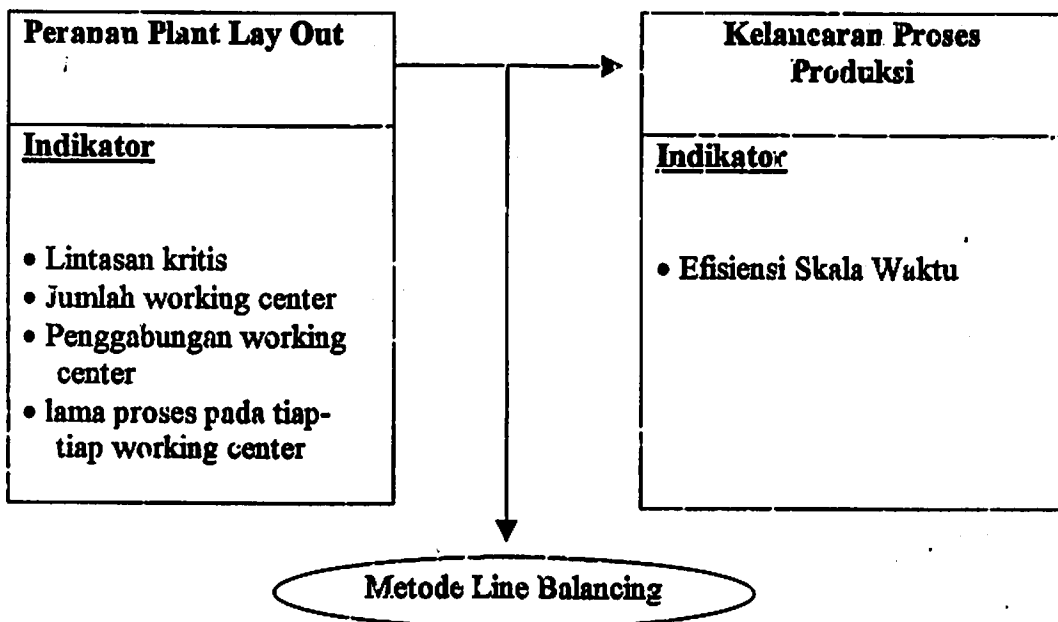 Peranan Plant Lay Out
Indikator
• Lintasan kritis
• Jumlah working center
• Penggabungan working
center
• lama proses pada tiap-
tiap working center
Kelancaran Proses
Produksi
Indikator
• Efisiensi Skala Waktu
Metode Line Balancing